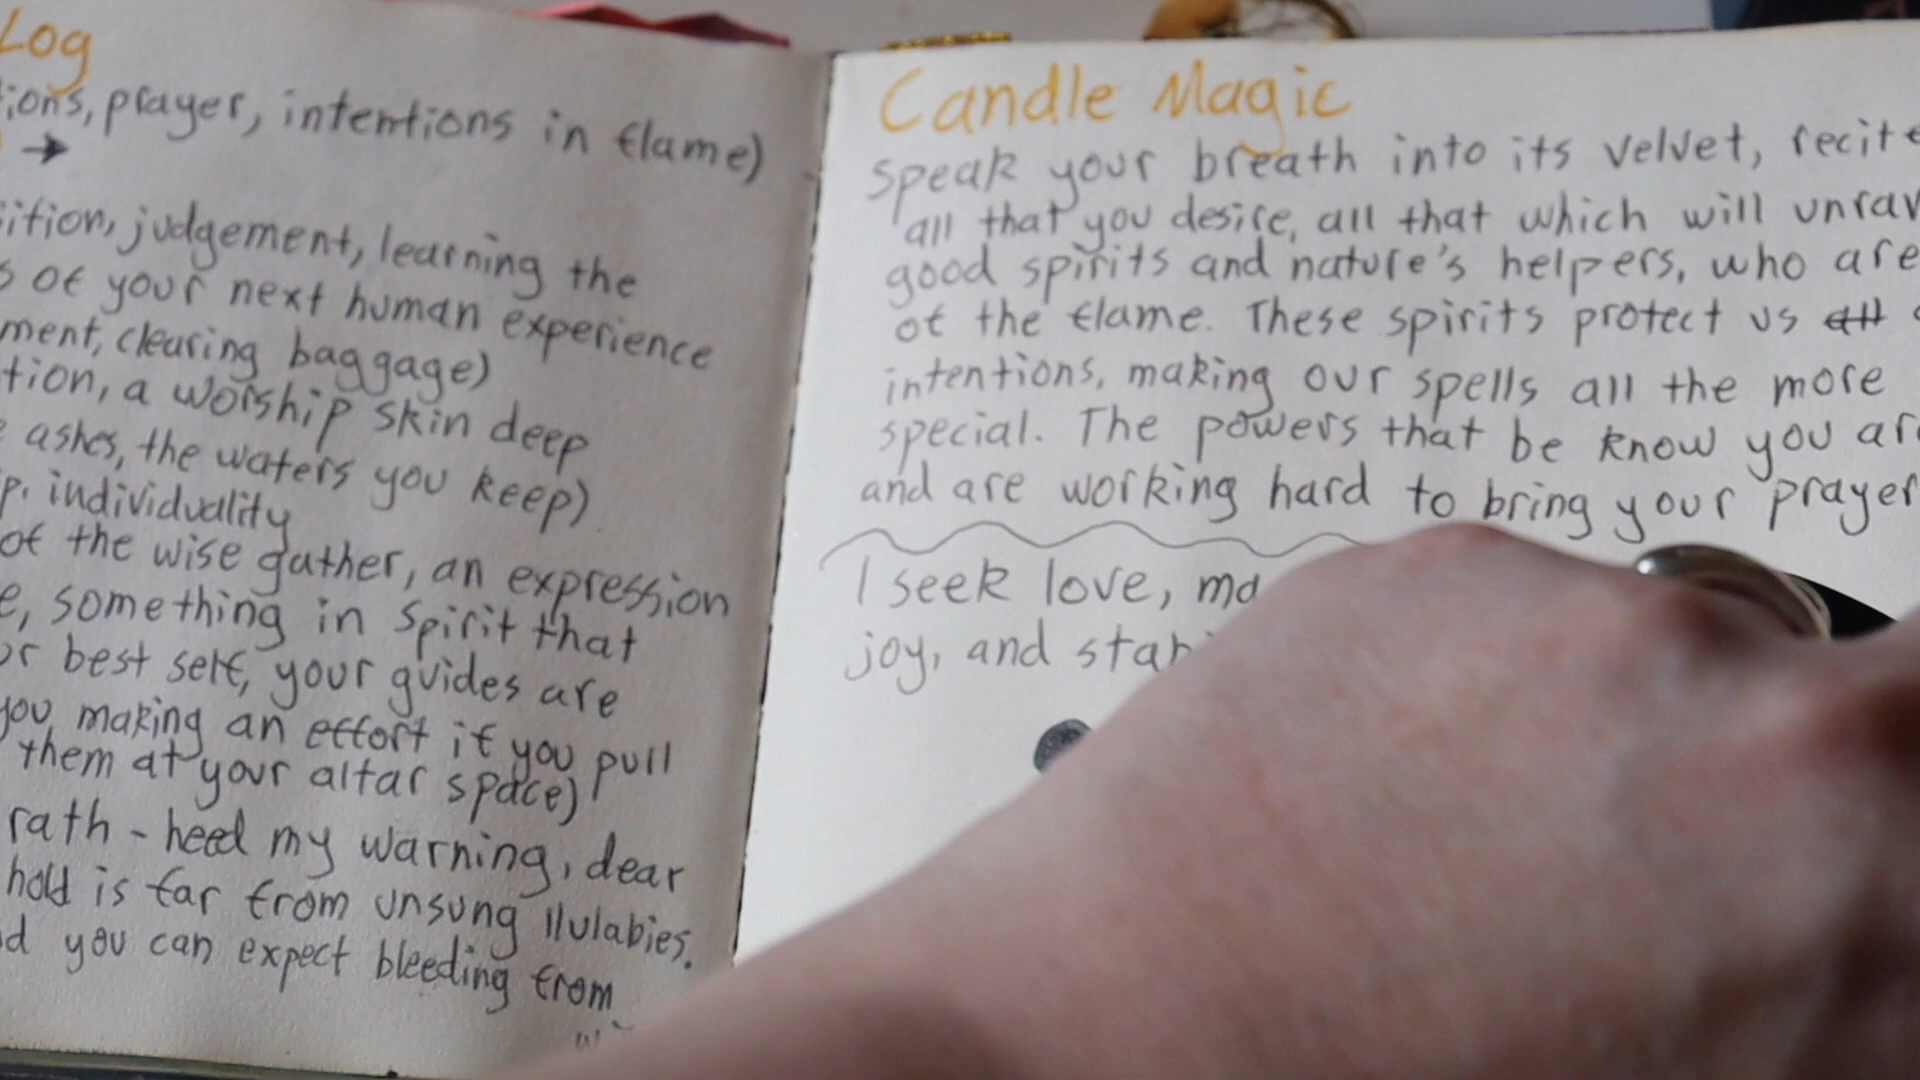 Log
ions, prayer, intentions in flame)
→
ition, judgement, learning the
s of your next human experience
ment, clearing baggage)
tion, a worship skin deep
e ashes, the waters you keep)
p. individuality
of the wise gather, an expression
e, something in spirit that
or best self, your guides are
you making an effort if you pull
them at your altar space)
rath - heed my warning, dear
hold is far from unsung llulabies.
d you can expect bleeding from
Candle Magic
Speak your breath into its velvet, recite
all that you desire, all that which will unrav
good spirits and nature's helpers, who are
of the flame. These spirits protect us
intentions, making our spells all the more
special. The powers that be know you are
and are working hard to bring your prayer
I seek love, ma
joy, and stab